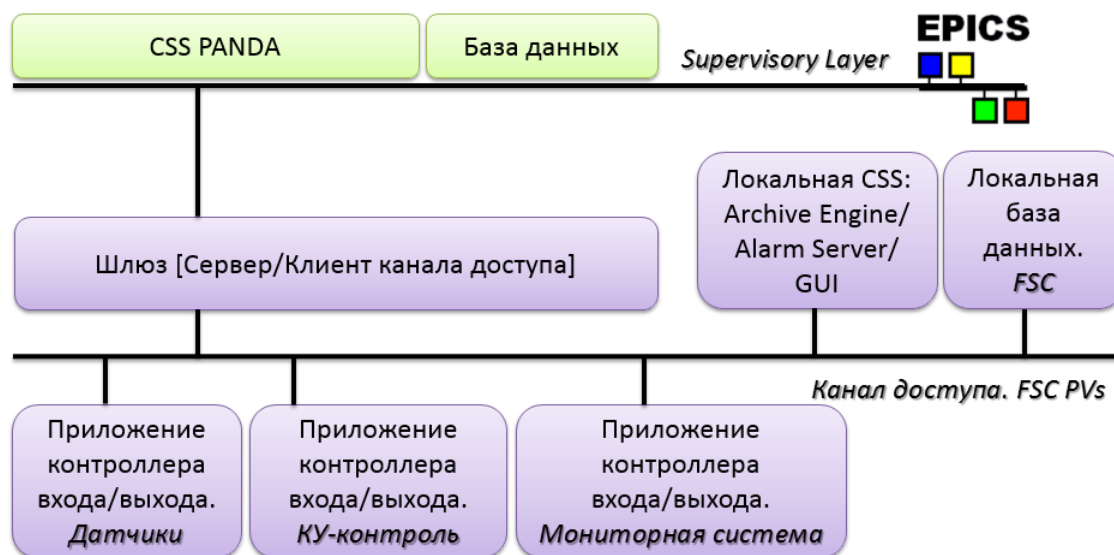 CSS PANDA
База данных
Supervisory Layer
EPICS
Шлюз [Сервер/Клиент канала доступа]
Локальная CSS:
Archive Engine/
Alarm Server/
GUI
Локальная
база
данных.
FSC
Канал доступа. FSC PVs
Приложение
контроллера
входа/выхода.
Датчики
Приложение
контроллера
входа/выхода.
КУ-контроль
Приложение
контроллера
входа/выхода.
Мониторная система